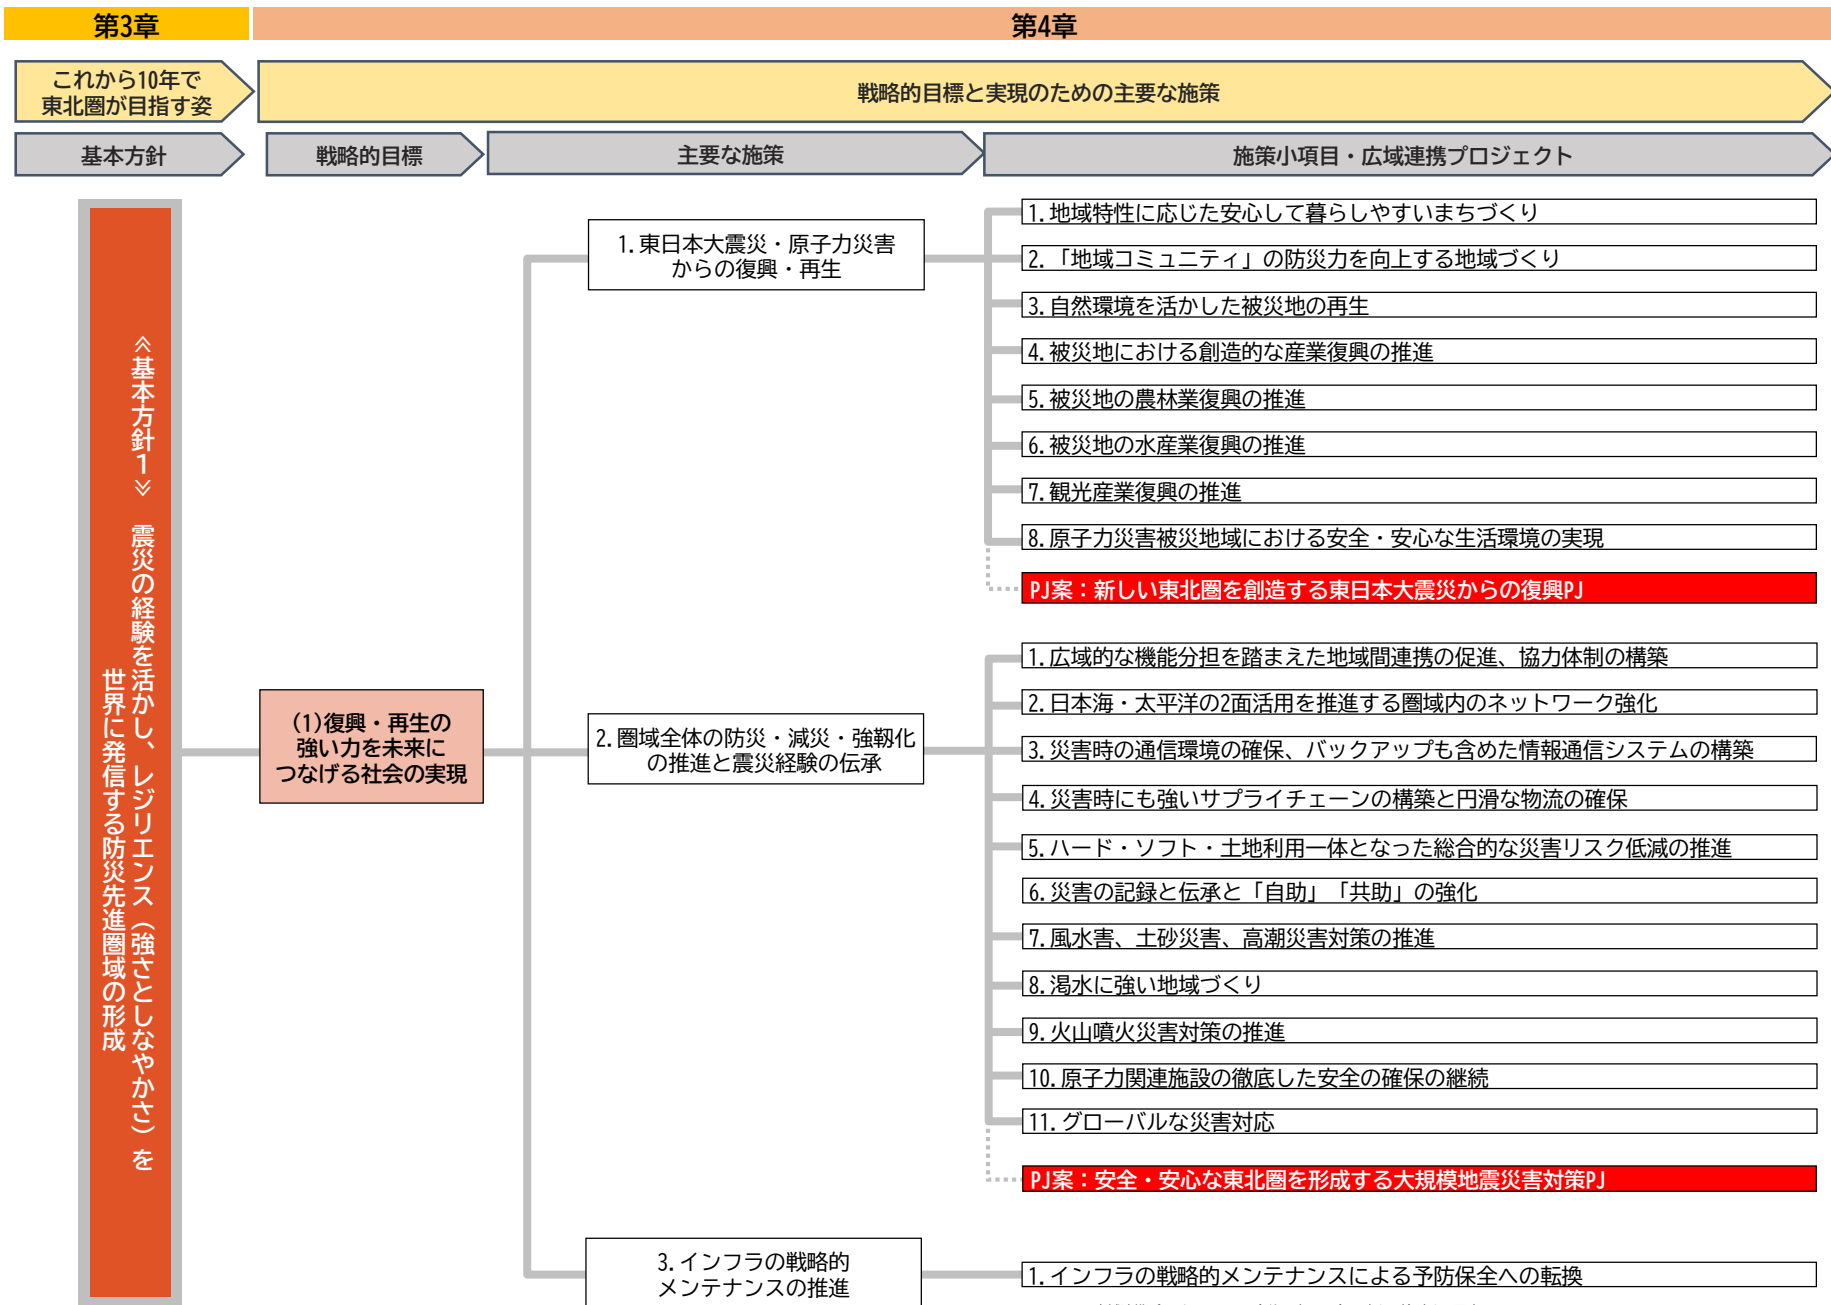 第3章
第4章
これから10年で
東北圏が目指す姿
戦略的目標と実現のための主要な施策
基本方針
戦略的目標
主要な施策
施策小項目・広域連携プロジェクト
≪基本方針１≫　震災の経験を活かし、レジリエンス（強さとしなやかさ）を
世界に発信する防災先進圏域の形成
(1)復興・再生の
強い力を未来に
つなげる社会の実現
1.東日本大震災・原子力災害
からの復興・再生
1.地域特性に応じた安心して暮らしやすいまちづくり
2.「地域コミュニティ」の防災力を向上する地域づくり
3.自然環境を活かした被災地の再生
4.被災地における創造的な産業復興の推進
5.被災地の農林業復興の推進
6.被災地の水産業復興の推進
7.観光産業復興の推進
8.原子力災害被災地域における安全・安心な生活環境の実現
PJ案：新しい東北圏を創造する東日本大震災からの復興PJ
2.圏域全体の防災・減災・強靱化
の推進と震災経験の伝承
1.広域的な機能分担を踏まえた地域間連携の促進、協力体制の構築
2.日本海・太平洋の2面活用を推進する圏域内のネットワーク強化
3.災害時の通信環境の確保、バックアップも含めた情報通信システムの構築
4.災害時にも強いサプライチェーンの構築と円滑な物流の確保
5.ハード・ソフト・土地利用一体となった総合的な災害リスク低減の推進
6.災害の記録と伝承と「自助」「共助」の強化
7.風水害、土砂災害、高潮災害対策の推進
8.渇水に強い地域づくり
9.火山噴火災害対策の推進
10.原子力関連施設の徹底した安全の確保の継続
11.グローバルな災害対応
PJ案：安全・安心な東北圏を形成する大規模地震災害対策PJ
3.インフラの戦略的
メンテナンスの推進
1.インフラの戦略的メンテナンスによる予防保全への転換